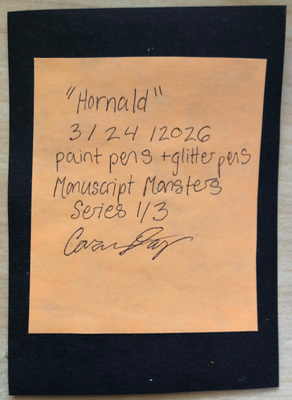 "Hornald"
3/24/2026
paint pens + glitter pens
Manuscript Monsters
Series 1/3